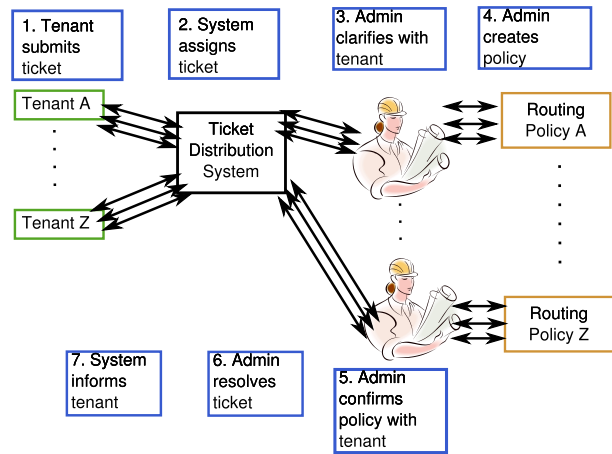 1. Tenant
submits
ticket
2. System
assigns
ticket
3. Admin
clarifies with
tenant
4. Admin
creates
policy
Tenant A
Ticket
Distribution
System
Routing
Policy A
Tenant Z
Routing
Policy Z
7. System
informs
tenant
6. Admin
resolves
ticket
5. Admin
confirms
policy with
tenant